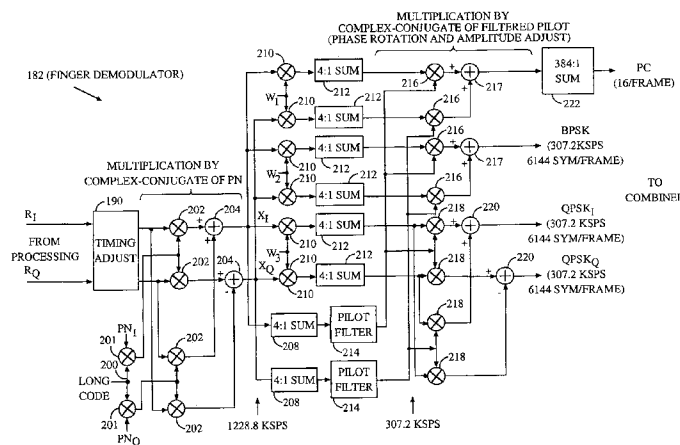 MULTIPLICATION BY
COMPLEX-CONJUGATE OF FILTERED PILOT
(PHASE ROTATION AND AMPLITUDE ADJUST)
182 (FINGER DEMODULATOR)
210
4:1 SUM
212
216
+
+
217
384:1
SUM
222
PC
(16/FRAME)
W1
210
4:1 SUM
212
216
BPSK
(307.2KSPS
6144 SYM/FRAME)
4:1 SUM
212
216
+
+
217
W2
210
210
4:1 SUM
212
216
TO
COMBINER
MULTIPLICATION BY
COMPLEX-CONJUGATE OF PN
190
RI
FROM
PROCESSING
RQ
TIMING
ADJUST
202
+
+
204
XI
4:1 SUM
212
218
+
+
220
QPSKI
(307.2 KSPS
6144 SYM/FRAME)
W3
210
202
+
-
204
XQ
210
4:1 SUM
212
218
+
-
220
QPSKQ
(307.2 KSPS
6144 SYM/FRAME)
PNI
201
200
LONG
CODE
201
PNQ
202
202
4:1 SUM
208
PILOT
FILTER
214
218
4:1 SUM
208
PILOT
FILTER
214
218
1228.8 KSPS
307.2 KSPS